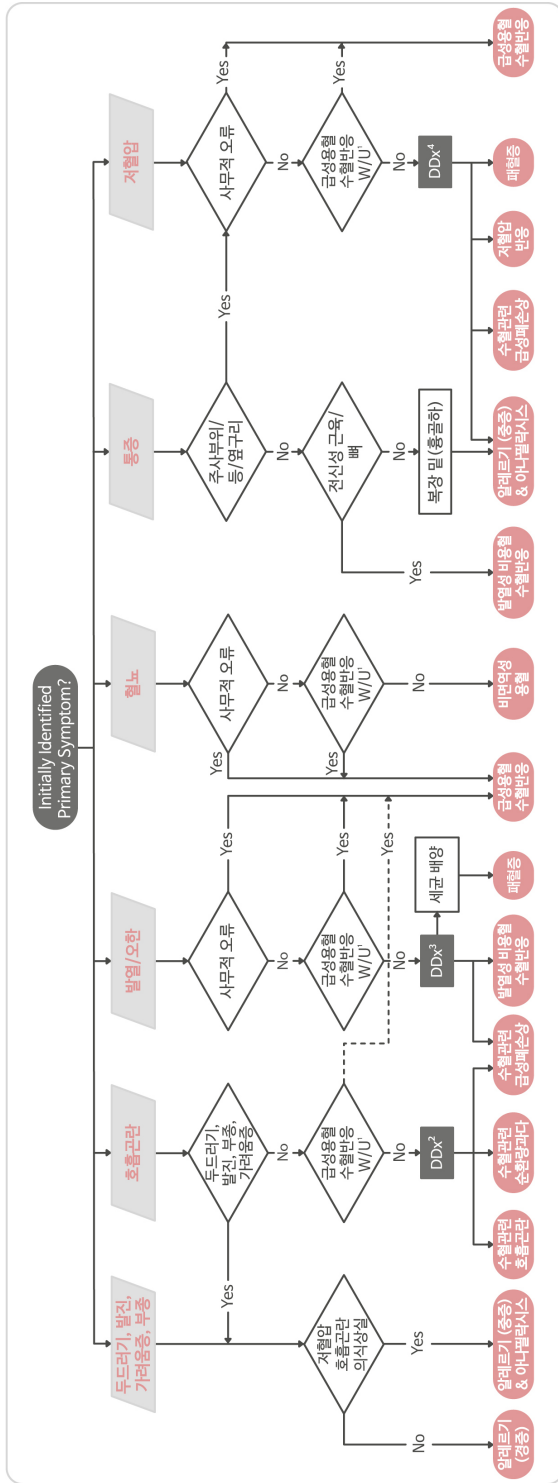 Initially Identified
Primary Symptom?
두드러기, 발진,
가려움증, 부종
호흡곤란
발열/오한
혈뇨
통증
저혈압
두드러기,
발진, 부종,
가려움증
사무적 오류
사무적 오류
주사부위/
등/옆구리
사무적 오류
Yes
Yes
Yes
Yes
Yes
No
No
No
No
No
저혈압
호흡곤란
의식상실
급성용혈
수혈반응
W/U¹
급성용혈
수혈반응
W/U¹
급성용혈
수혈반응
W/U¹
전신성 근육/
뼈
급성용혈
수혈반응
W/U¹
Yes
Yes
Yes
Yes
No
Yes
No
No
No
Yes
No
No
DDx²
DDx³
세균 배양
복장 밑 (흉골하)
DDx⁴
No
알레르기
(경증)
알레르기 (중증)
& 아나필락시스
수혈관련
호흡곤란
수혈관련
순환량과다
수혈관련
급성폐손상
발열성 비용혈
수혈반응
패혈증
급성용혈
수혈반응
비면역성
용혈
발열성 비용혈
수혈반응
알레르기 (중증)
& 아나필락시스
수혈관련
급성폐손상
저혈압
반응
패혈증
급성용혈
수혈반응